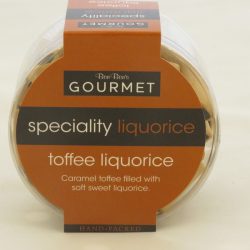 Bon Bon's
GOURMET
speciality liquorice
toffee liquorice
Caramel toffee filled with
soft sweet liquorice.
HAND-PACKED